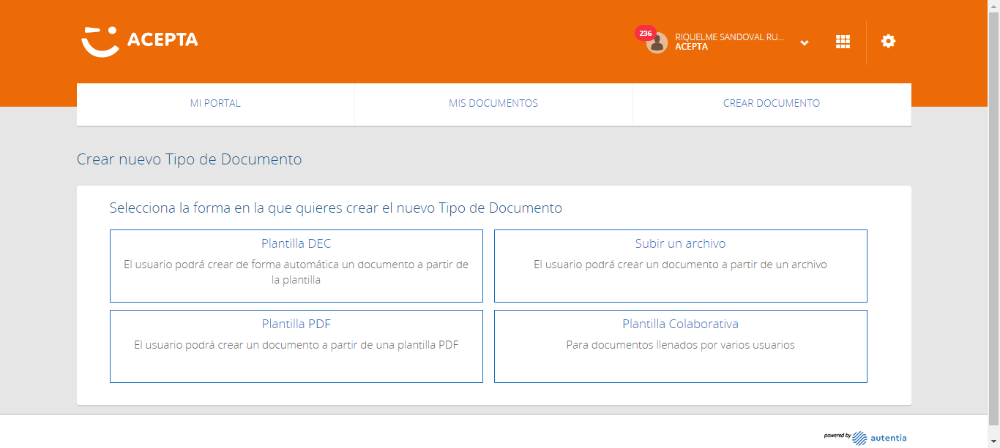 ACEPTA
236
RIQUELME SANDOVAL RU...
ACEPTA
MI PORTAL
MIS DOCUMENTOS
CREAR DOCUMENTO
Crear nuevo Tipo de Documento
Selecciona la forma en la que quieres crear el nuevo Tipo de Documento
Plantilla DEC
El usuario podrá crear de forma automática un documento a partir de
la plantilla
Subir un archivo
El usuario podrá crear un documento a partir de un archivo
Plantilla PDF
El usuario podrá crear un documento a partir de una plantilla PDF
Plantilla Colaborativa
Para documentos llenados por varios usuarios
powered by autentia